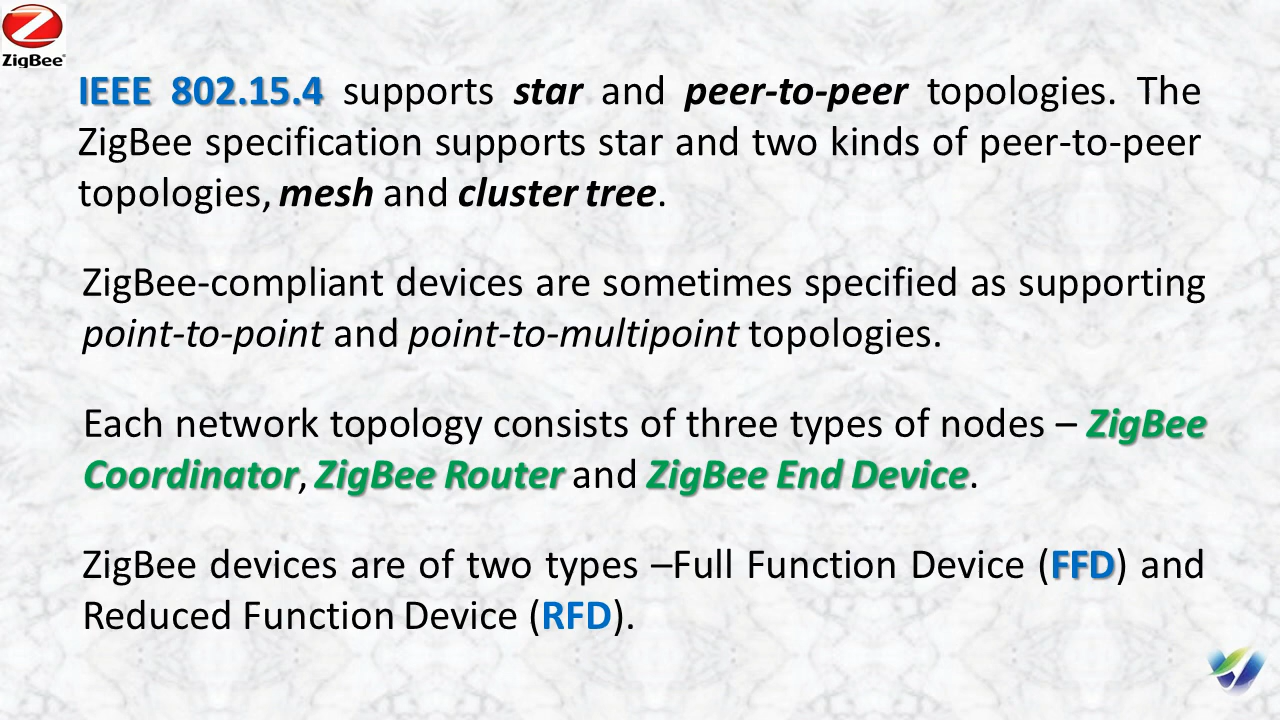 ZigBee®
IEEE 802.15.4 supports star and peer-to-peer topologies. The
ZigBee specification supports star and two kinds of peer-to-peer
topologies, mesh and cluster tree.
ZigBee-compliant devices are sometimes specified as supporting
point-to-point and point-to-multipoint topologies.
Each network topology consists of three types of nodes – ZigBee
Coordinator, ZigBee Router and ZigBee End Device.
ZigBee devices are of two types –Full Function Device (FFD) and
Reduced Function Device (RFD).